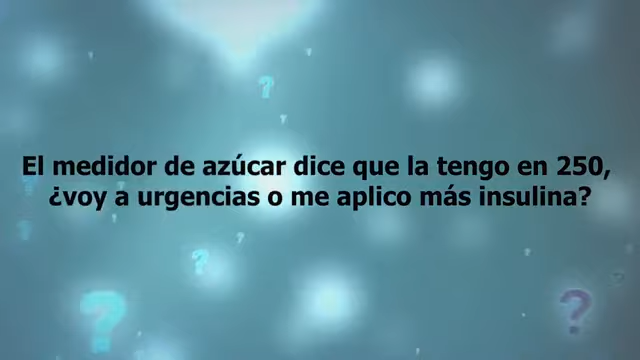 El medidor de azúcar dice que la tengo en 250,
¿voy a urgencias o me aplico más insulina?